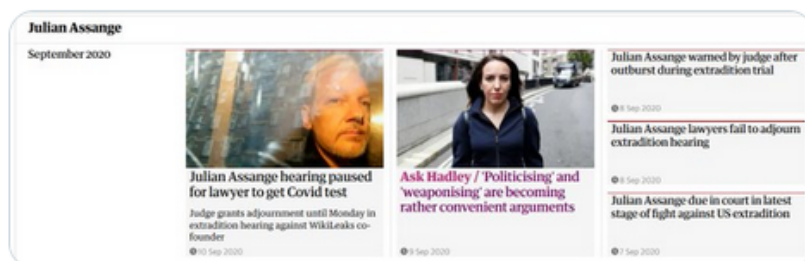 Julian Assange
September 2020
Julian Assange hearing paused
for lawyer to get Covid test
Judge grants adjournment until Monday in
extradition hearing against WikiLeaks co-
founder
10 Sep 2020
Ask Hadley / 'Politicising' and
'weaponising' are becoming
rather convenient arguments
9 Sep 2020
Julian Assange warned by judge after
outburst during extradition trial
8 Sep 2020
Julian Assange lawyers fail to adjourn
extradition hearing
8 Sep 2020
Julian Assange due in court in latest
stage of fight against US extradition
7 Sep 2020